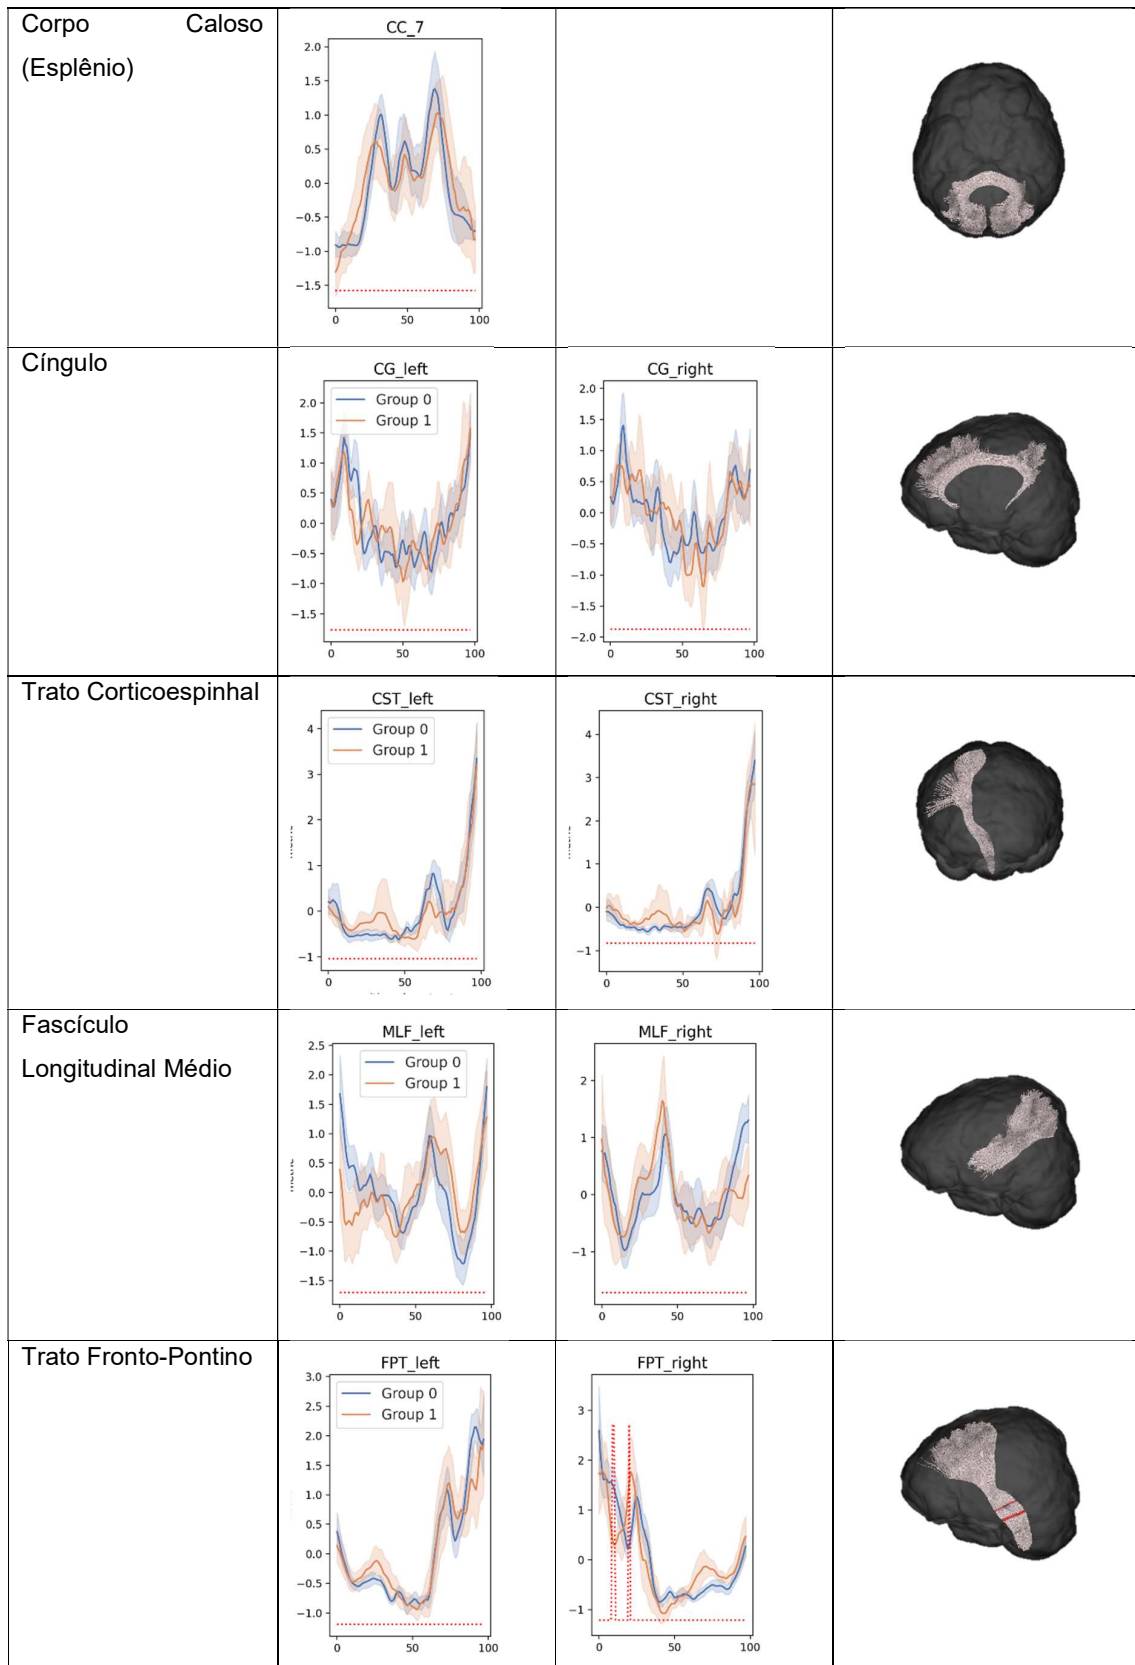 Corpo Caloso
(Esplênio)
CC_7
2.0
1.5
1.0
0.5
0.0
−0.5
−1.0
−1.5
0 50 100
Cíngulo
CG_left
Group 0
Group 1
2.0
1.5
1.0
0.5
0.0
−0.5
−1.0
−1.5
0 50 100
CG_right
2.0
1.5
1.0
0.5
0.0
−0.5
−1.0
−1.5
−2.0
0 50 100
Trato Corticoespinhal
CST_left
Group 0
Group 1
4
3
2
1
0
−1
0 50 100
CST_right
4
3
2
1
0
−1
0 50 100
Fascículo
Longitudinal Médio
MLF_left
Group 0
Group 1
2.5
2.0
1.5
1.0
0.5
0.0
−0.5
−1.0
−1.5
0 50 100
MLF_right
2
1
0
−1
0 50 100
Trato Fronto-Pontino
FPT_left
Group 0
Group 1
3.0
2.5
2.0
1.5
1.0
0.5
0.0
−0.5
−1.0
0 50 100
FPT_right
3
2
1
0
−1
0 50 100